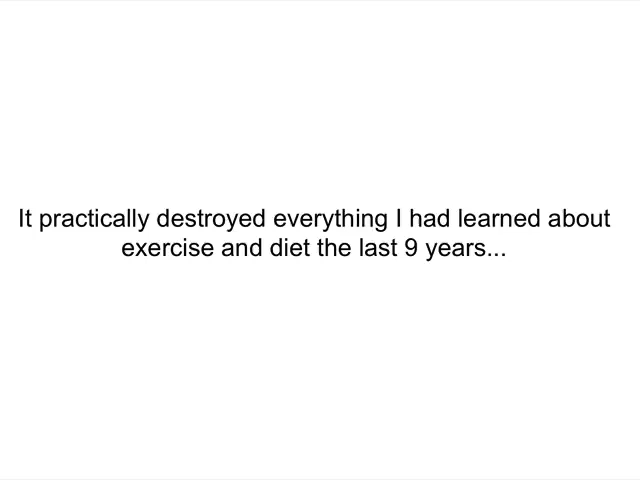 It practically destroyed everything I had learned about
exercise and diet the last 9 years...